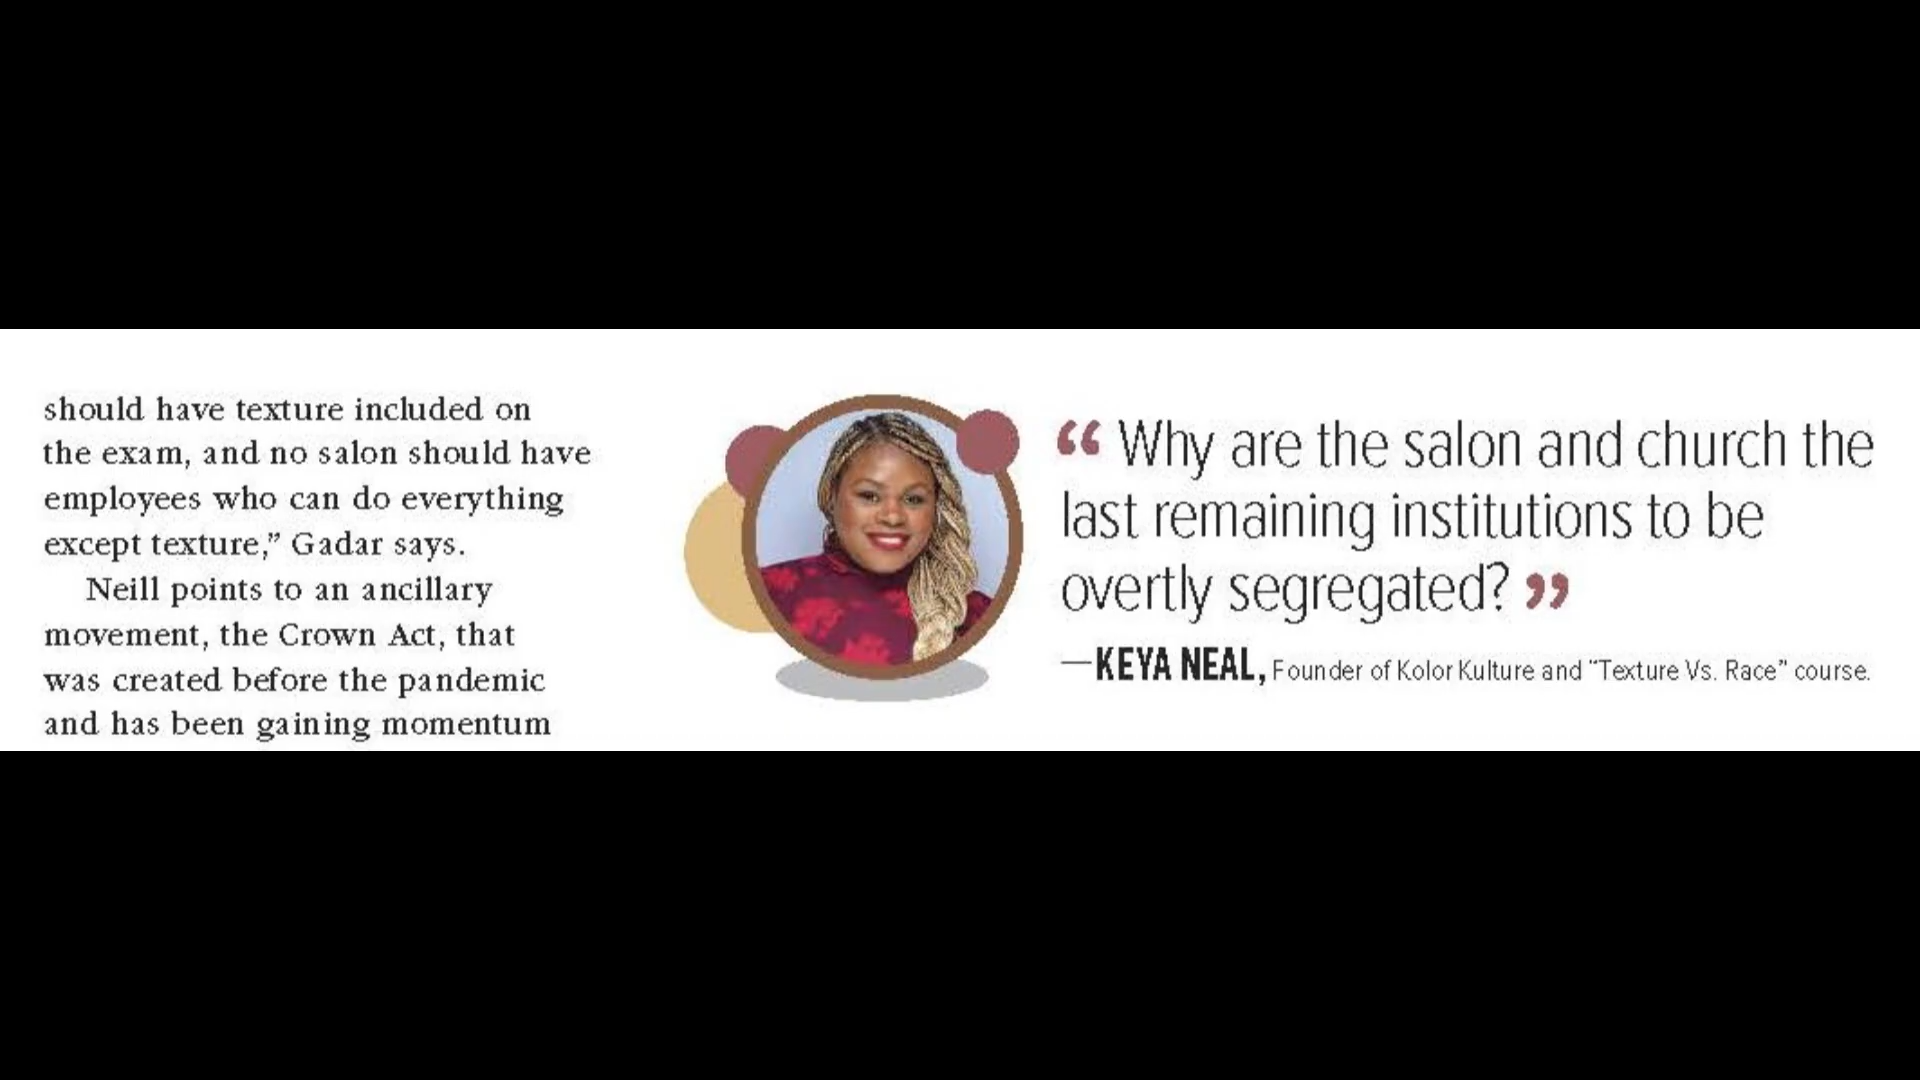 should have texture included on
the exam, and no salon should have
employees who can do everything
except texture,” Gadar says.
Neill points to an ancillary
movement, the Crown Act, that
was created before the pandemic
and has been gaining momentum
“ Why are the salon and church the
last remaining institutions to be
overtly segregated? ”
—KEYA NEAL, Founder of Kolor Kulture and “Texture Vs. Race” course.